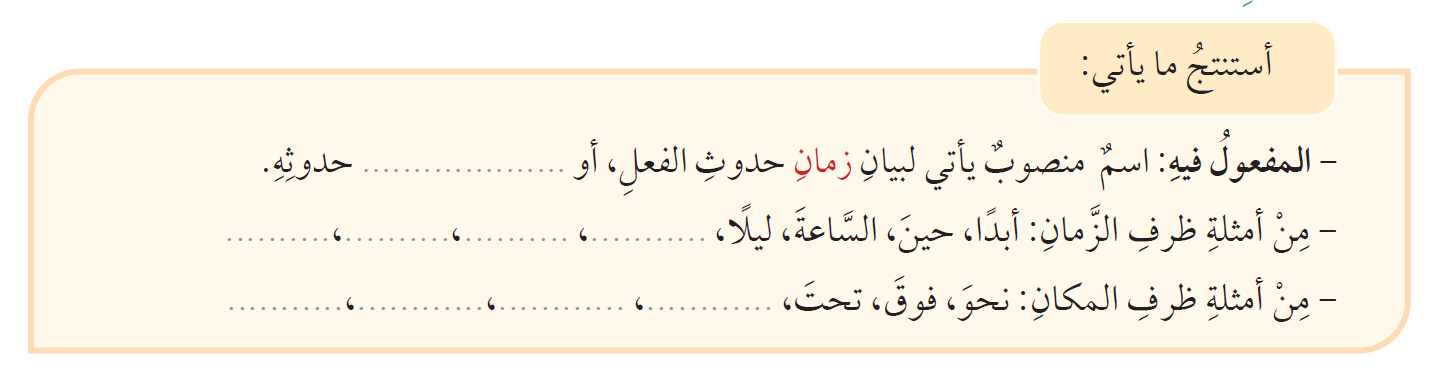 أستنتجُ ما يأتي:
– المفعولُ فيهِ: اسمٌ منصوبٌ يأتي لبيانِ زمانِ حدوثِ الفعلِ، أو .................... حدوثِهِ.
– مِنْ أمثلةِ ظرفِ الزَّمانِ: أبدًا، حينَ، السَّاعةَ، ليلًا، ............، ...........، ...........، ...........
– مِنْ أمثلةِ ظرفِ المكانِ: نحوَ، فوقَ، تحتَ، .............، .............، .............، ............